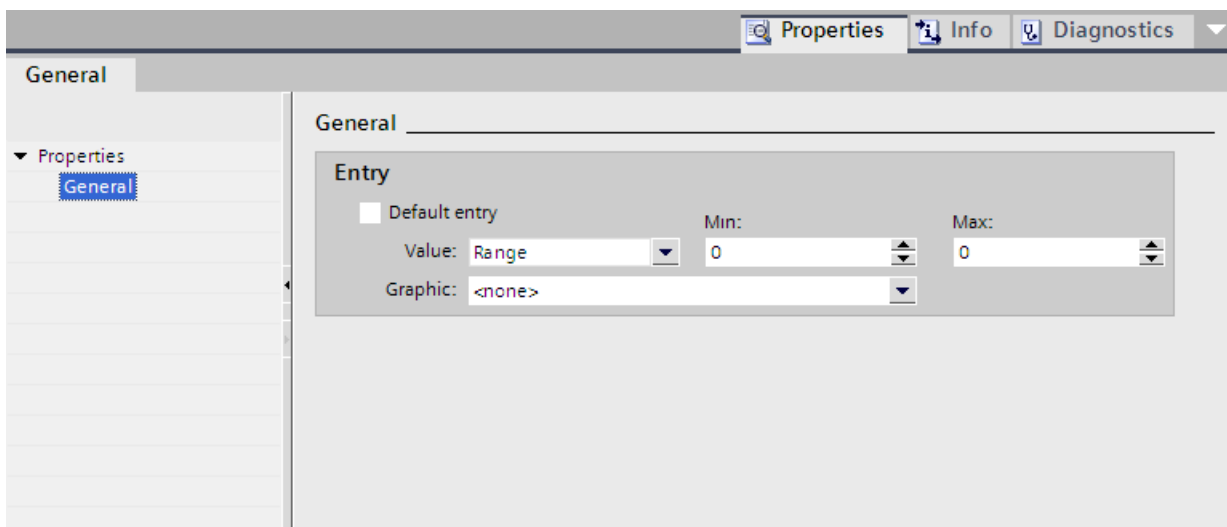 Properties Info Diagnostics
General
General
Properties
General
Entry
Default entry
Min: Max:
Value: Range 0 0
Graphic: <none>